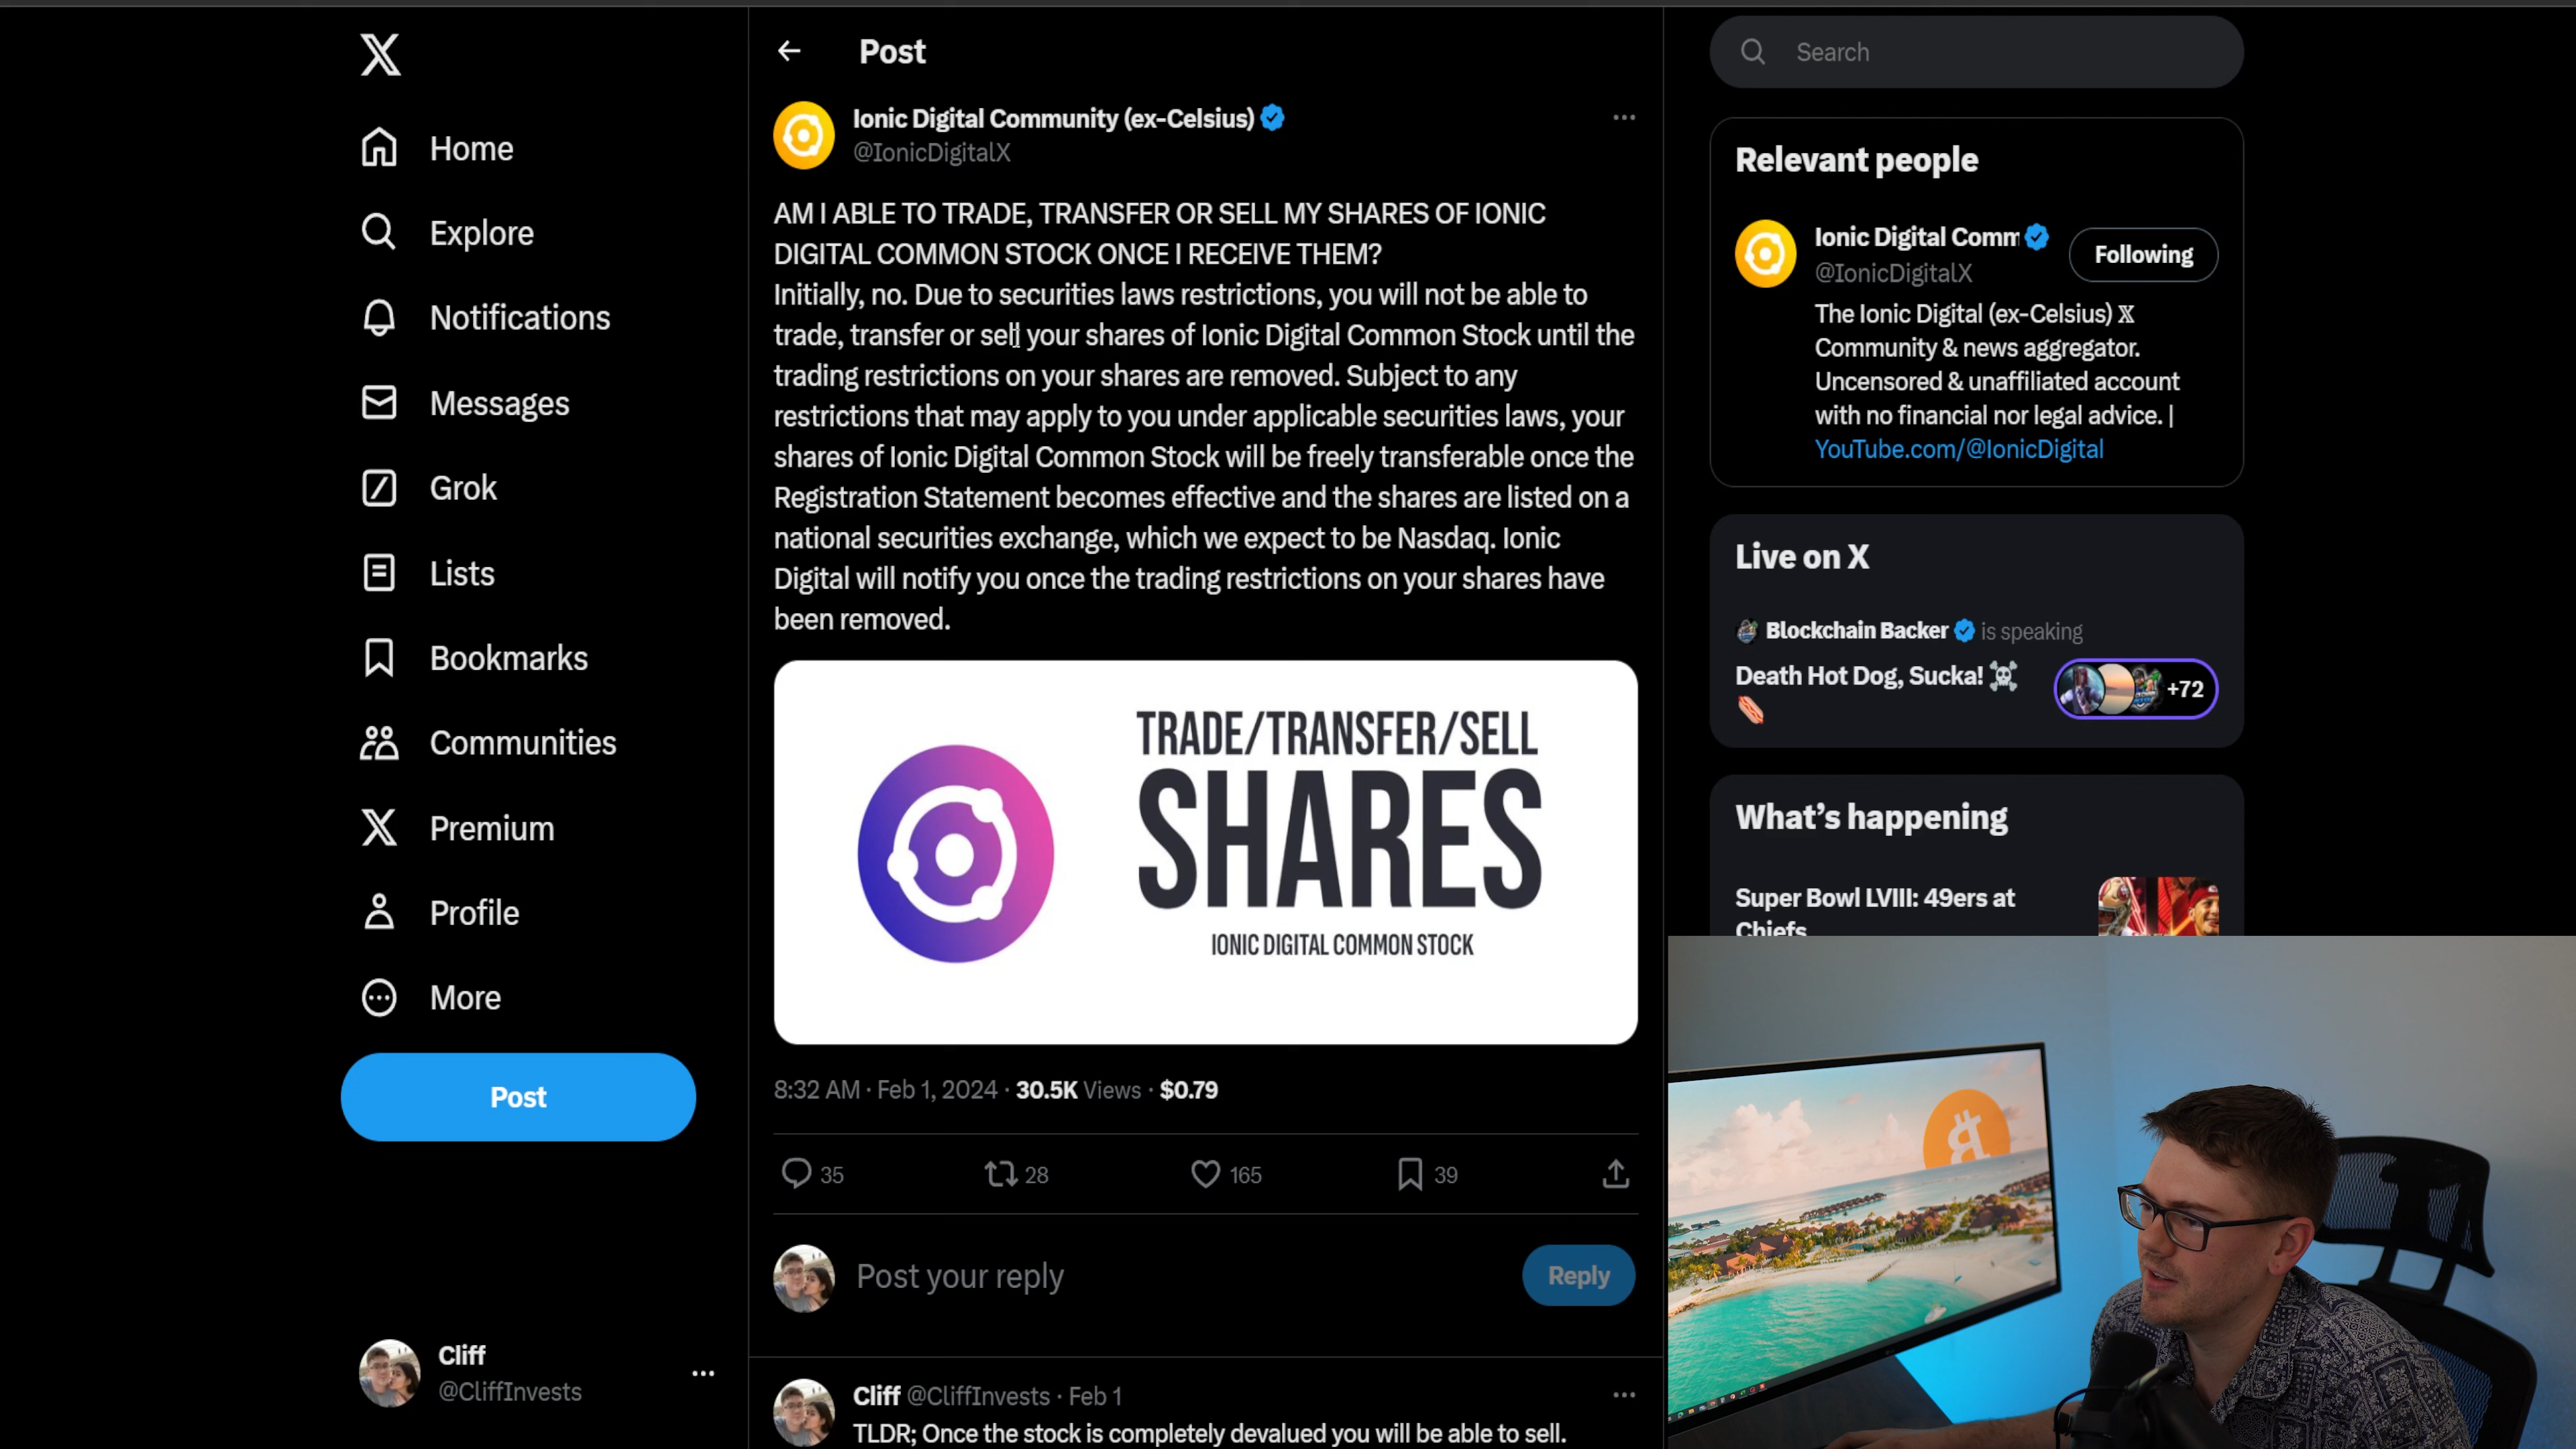 Home
Explore
Notifications
Messages
Grok
Lists
Bookmarks
Communities
Premium
Profile
More
Post
Cliff
@CliffInvests
Post
Ionic Digital Community (ex-Celsius)
@IonicDigitalX
AM I ABLE TO TRADE, TRANSFER OR SELL MY SHARES OF IONIC
DIGITAL COMMON STOCK ONCE I RECEIVE THEM?
Initially, no. Due to securities laws restrictions, you will not be able to
trade, transfer or sell your shares of Ionic Digital Common Stock until the
trading restrictions on your shares are removed. Subject to any
restrictions that may apply to you under applicable securities laws, your
shares of Ionic Digital Common Stock will be freely transferable once the
Registration Statement becomes effective and the shares are listed on a
national securities exchange, which we expect to be Nasdaq. Ionic
Digital will notify you once the trading restrictions on your shares have
been removed.
TRADE/TRANSFER/SELL
SHARES
IONIC DIGITAL COMMON STOCK
8:32 AM · Feb 1, 2024 · 30.5K Views · $0.79
35 28 165 39
Post your reply
Reply
Cliff @CliffInvests · Feb 1
TLDR; Once the stock is completely devalued you will be able to sell.
Search
Relevant people
Ionic Digital Comm
@IonicDigitalX
Following
The Ionic Digital (ex-Celsius) 𝕏
Community & news aggregator.
Uncensored & unaffiliated account
with no financial nor legal advice. |
YouTube.com/@IonicDigital
Live on X
Blockchain Backer is speaking
Death Hot Dog, Sucka! ☠️
🌭
+72
What's happening
Super Bowl LVIII: 49ers at
Chiefs